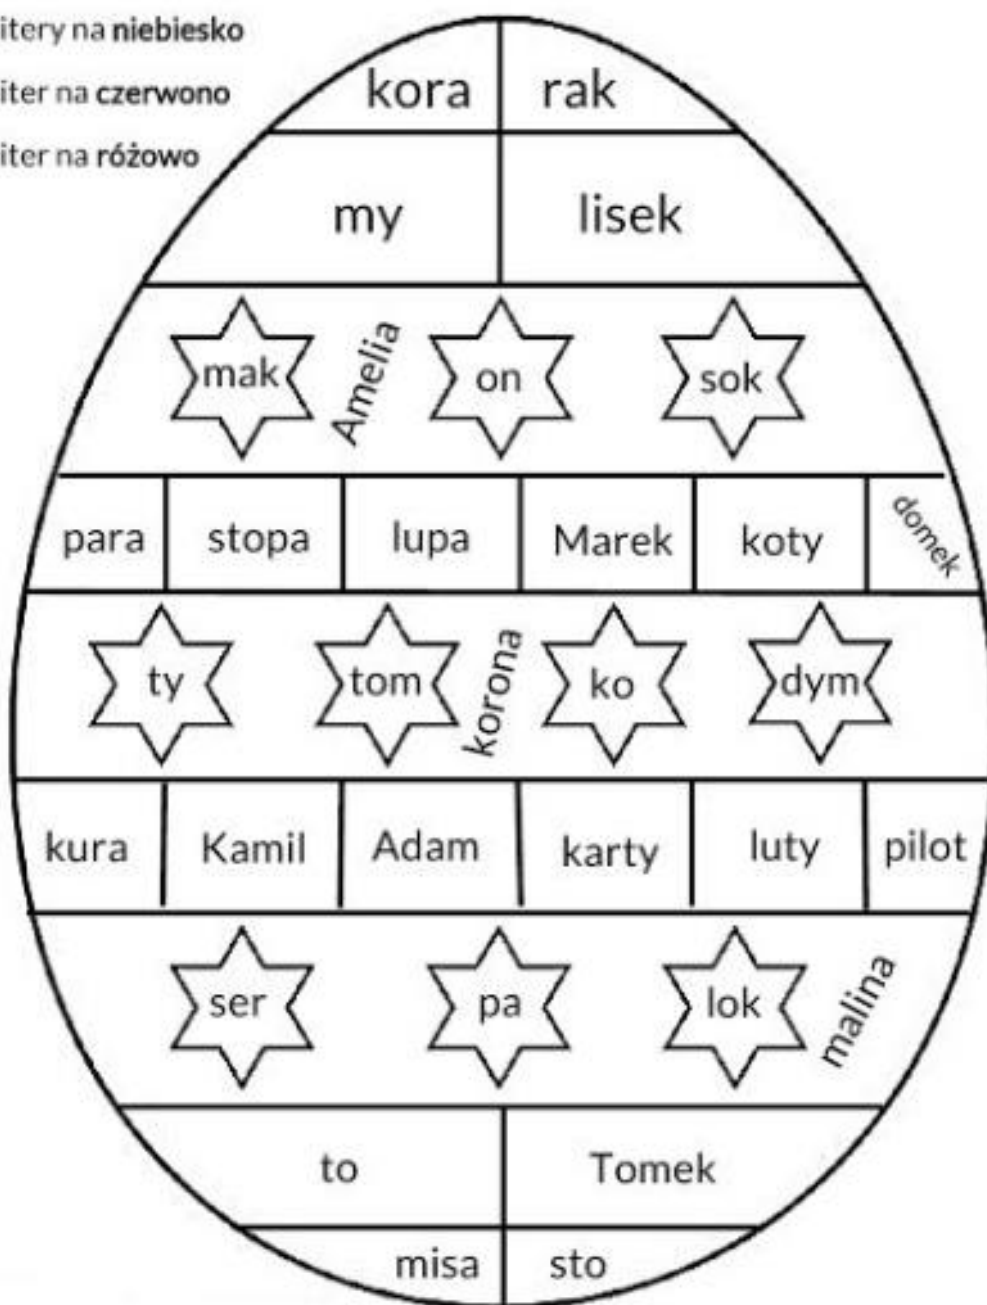 itery na niebiesko
iter na czerwono
iter na różowo
kora rak
my lisek
mak Amelia on sok
para stopa lupa Marek koty domek
ty tom korona ko dym
kura Kamil Adam karty luty pilot
ser pa lok malina
to Tomek
misa sto